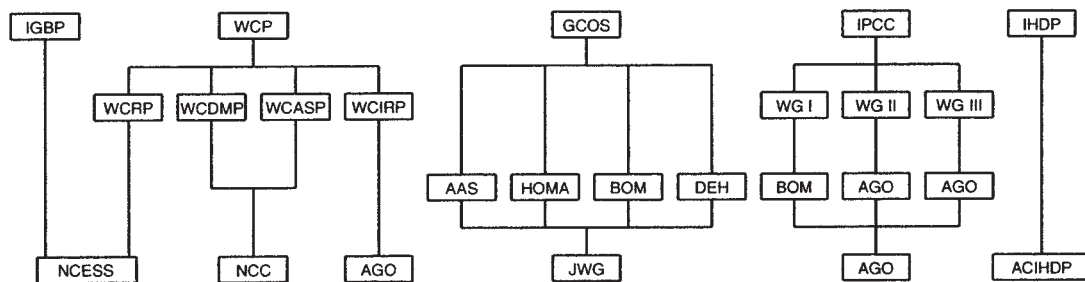 IGBP WCP GCOS IPCC IHDP
WCRP WCDMP WCASP WCIRP WG I WG II WG III
AAS HOMA BOM DEH BOM AGO AGO
NCESS NCC AGO JWG AGO ACIHDP